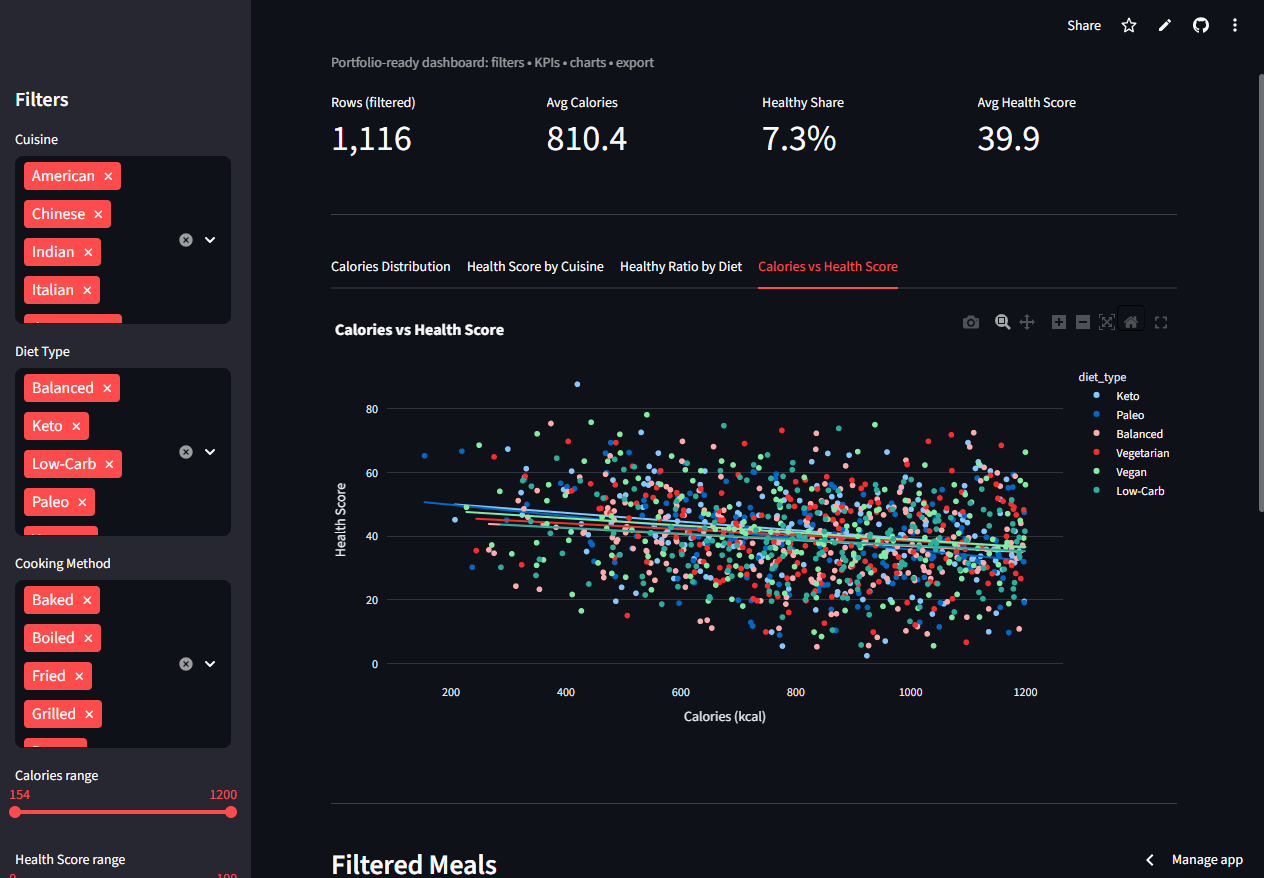 Share
Filters
Cuisine
American ×
Chinese ×
Indian ×
Italian ×
Diet Type
Balanced ×
Keto ×
Low-Carb ×
Paleo ×
Cooking Method
Baked ×
Boiled ×
Fried ×
Grilled ×
Calories range
154 1200
Health Score range
Portfolio-ready dashboard: filters • KPIs • charts • export
Rows (filtered) Avg Calories Healthy Share Avg Health Score
1,116 810.4 7.3% 39.9
Calories Distribution Health Score by Cuisine Healthy Ratio by Diet Calories vs Health Score
Calories vs Health Score
diet_type
Keto
Paleo
Balanced
Vegetarian
Vegan
Low-Carb
Health Score
80
60
40
20
0
200 400 600 800 1000 1200
Calories (kcal)
Filtered Meals
Manage app